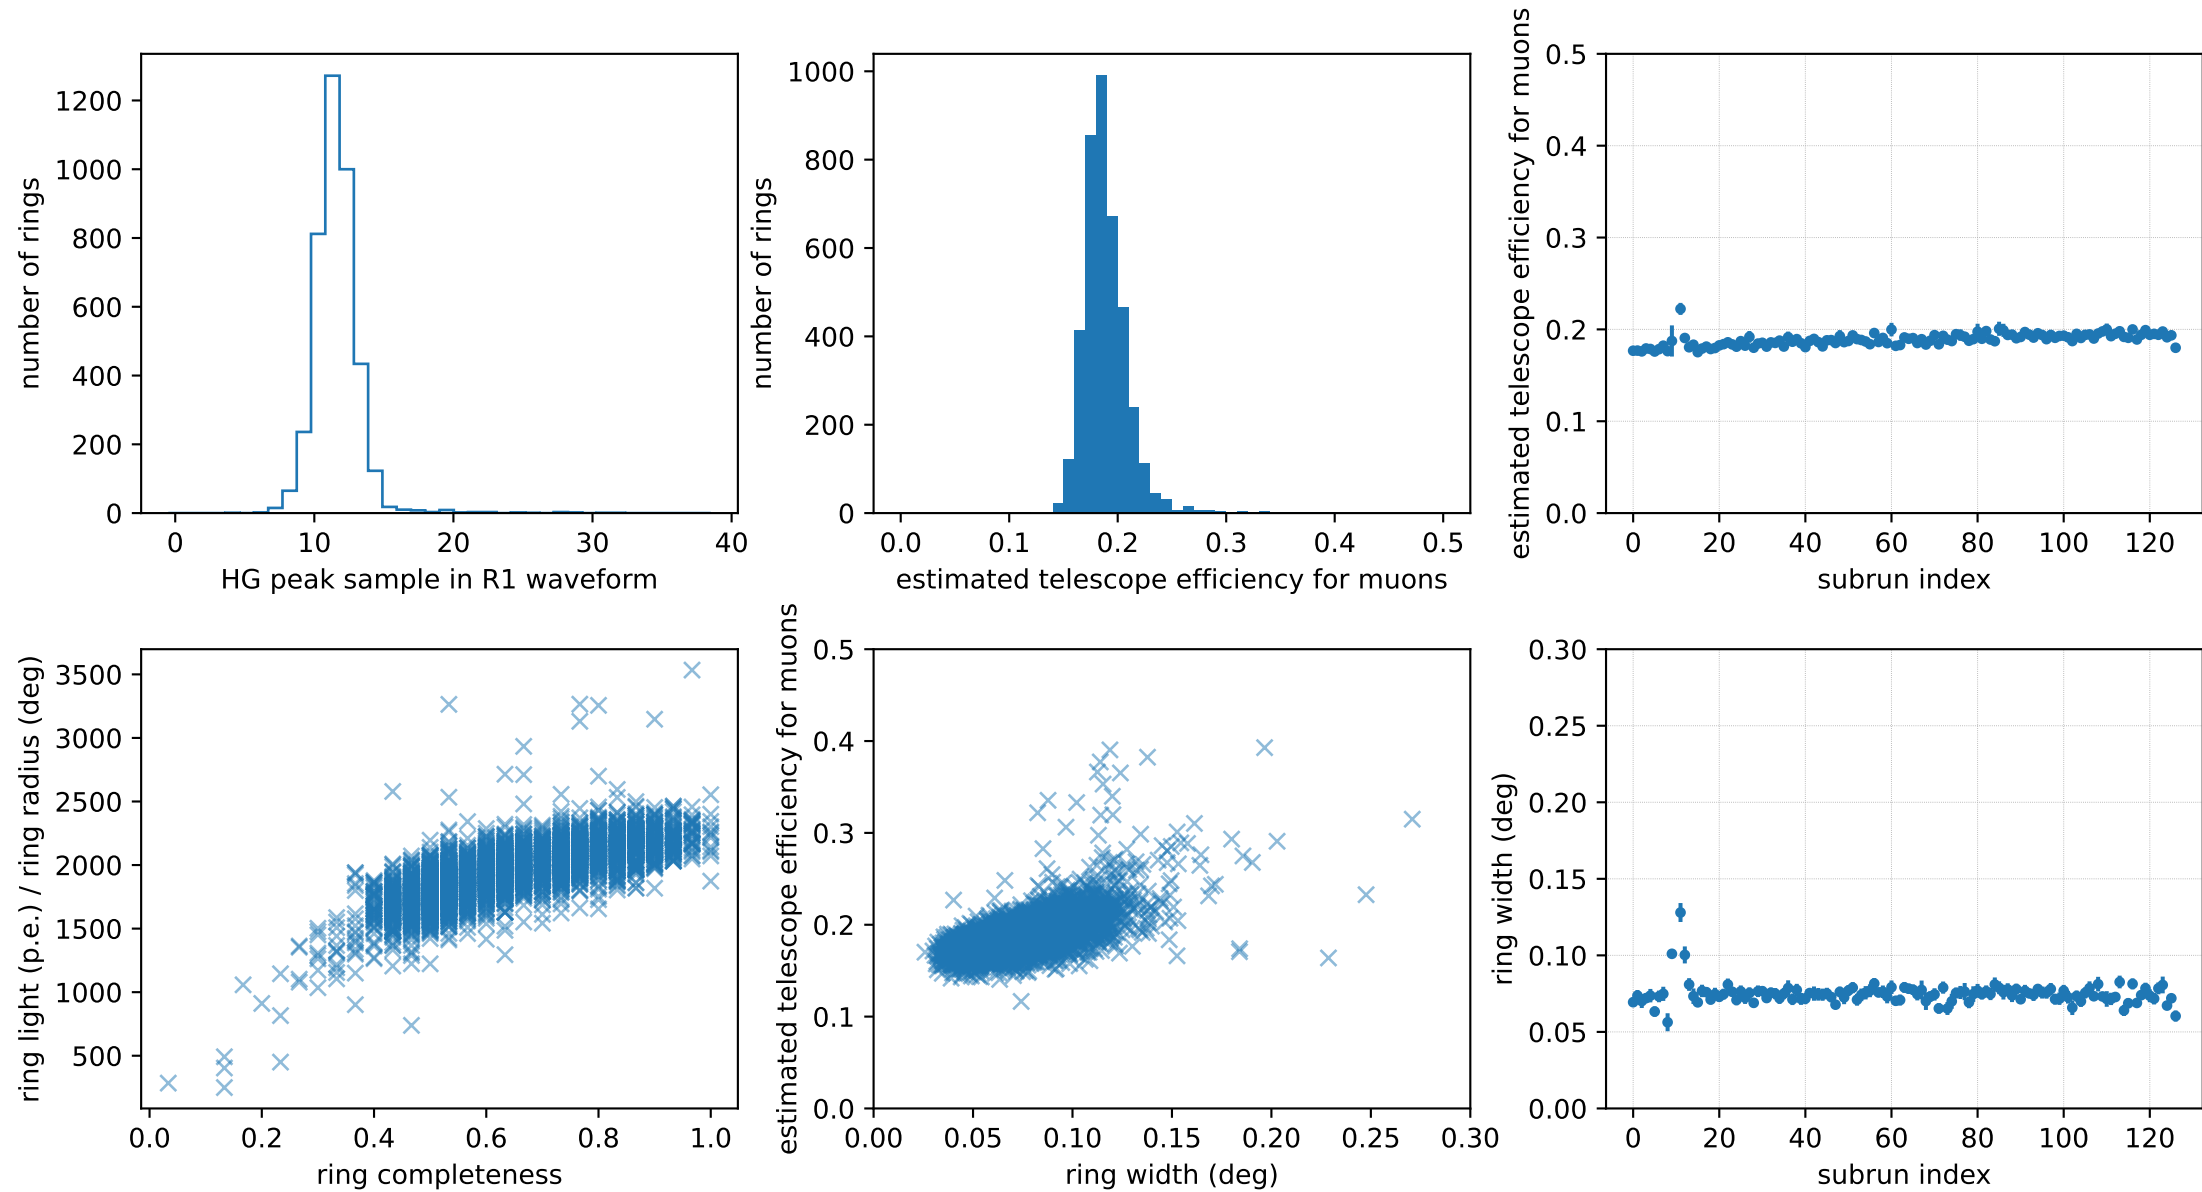 1200
1000
800
600
400
200
0
number of rings
0 10 20 30 40
HG peak sample in R1 waveform
1000
800
600
400
200
0
number of rings
0.0 0.1 0.2 0.3 0.4 0.5
estimated telescope efficiency for muons
0.5
0.4
0.3
0.2
0.1
0.0
estimated telescope efficiency for muons
0 20 40 60 80 100 120
subrun index
3500
3000
2500
2000
1500
1000
500
ring light (p.e.) / ring radius (deg)
0.0 0.2 0.4 0.6 0.8 1.0
ring completeness
0.5
0.4
0.3
0.2
0.1
0.0
estimated telescope efficiency for muons
0.00 0.05 0.10 0.15 0.20 0.25 0.30
ring width (deg)
0.30
0.25
0.20
0.15
0.10
0.05
0.00
ring width (deg)
0 20 40 60 80 100 120
subrun index